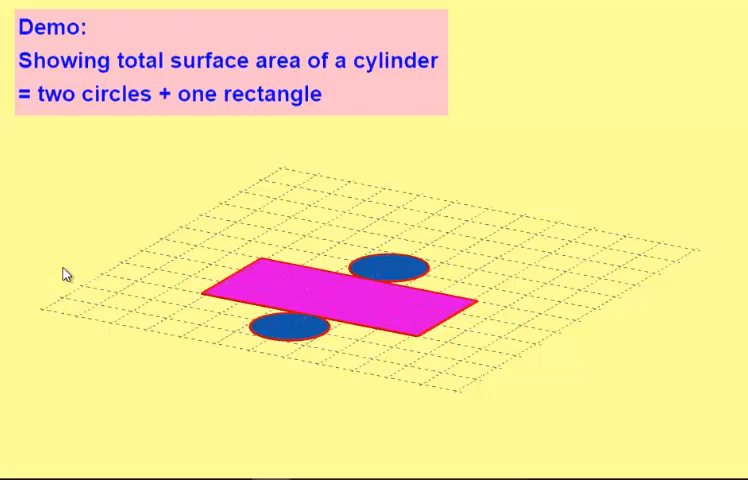 Demo:
Showing total surface area of a cylinder
= two circles + one rectangle